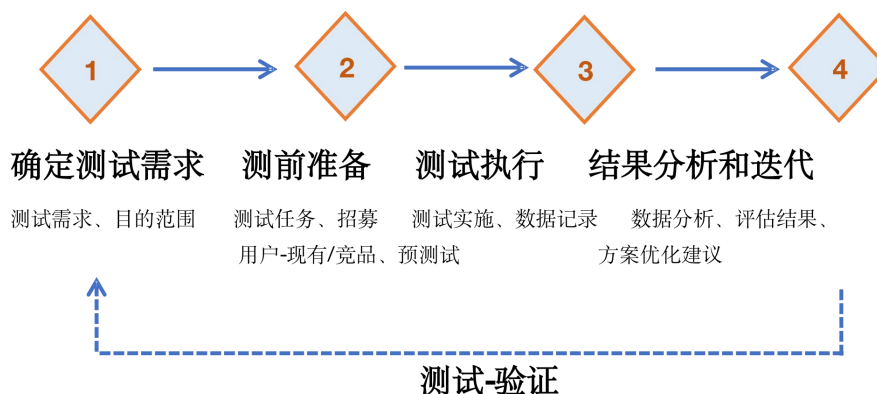 1
2
3
4
确定测试需求 测前准备 测试执行 结果分析和迭代
测试需求、目的范围 测试任务、招募 测试实施、数据记录 数据分析、评估结果、
用户-现有/竞品、预测试 方案优化建议
测试-验证